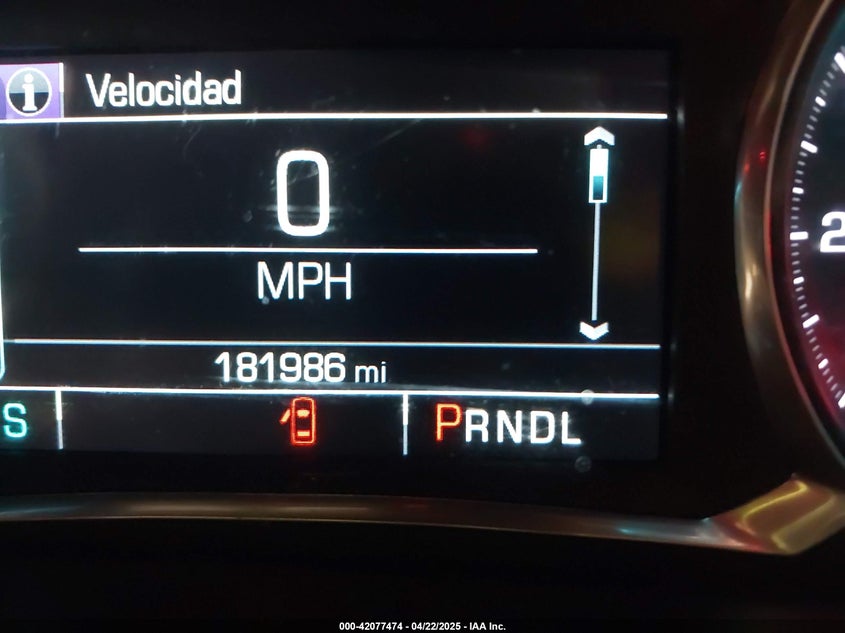 Velocidad
0
MPH
2
181986 mi
S
PRNDL
000-42077474 - 04/22/2025 - IAA Inc.